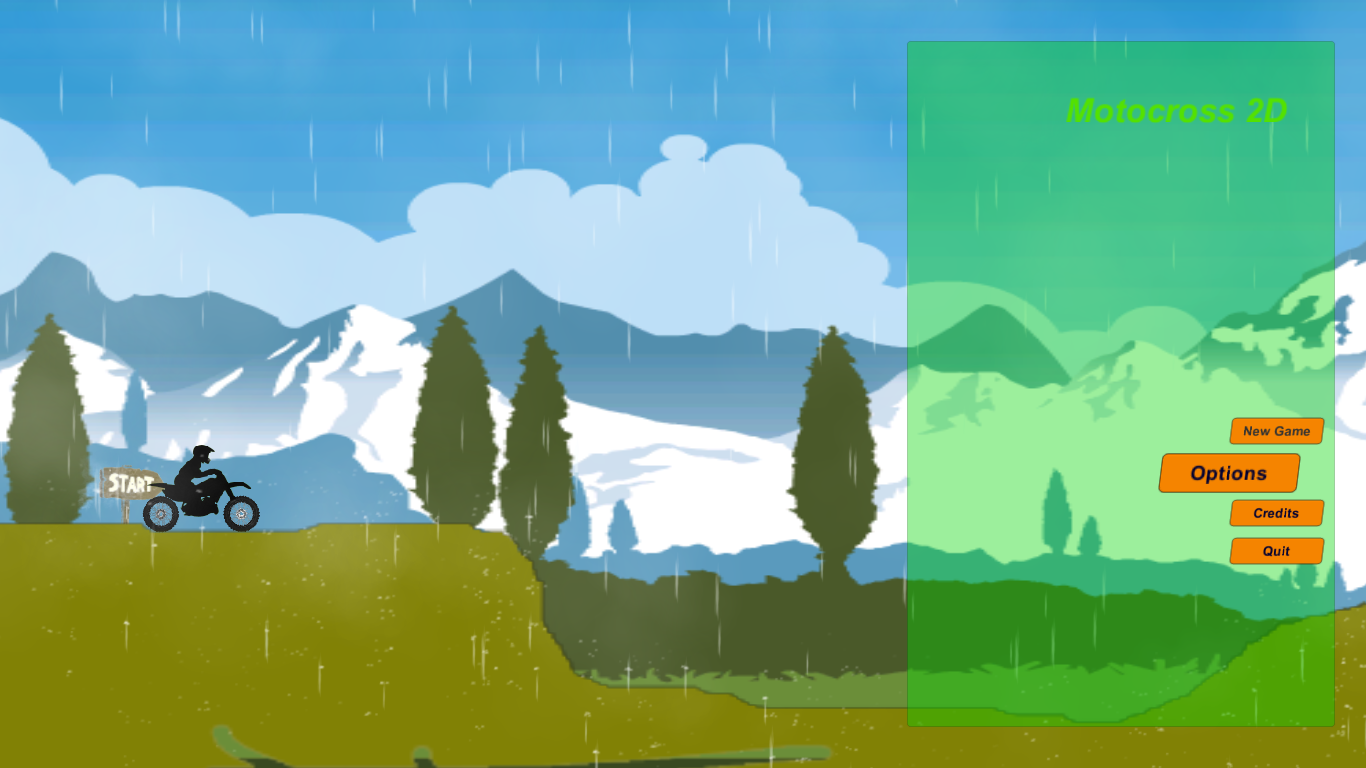 Motocross 2D
START
New Game
Options
Credits
Quit